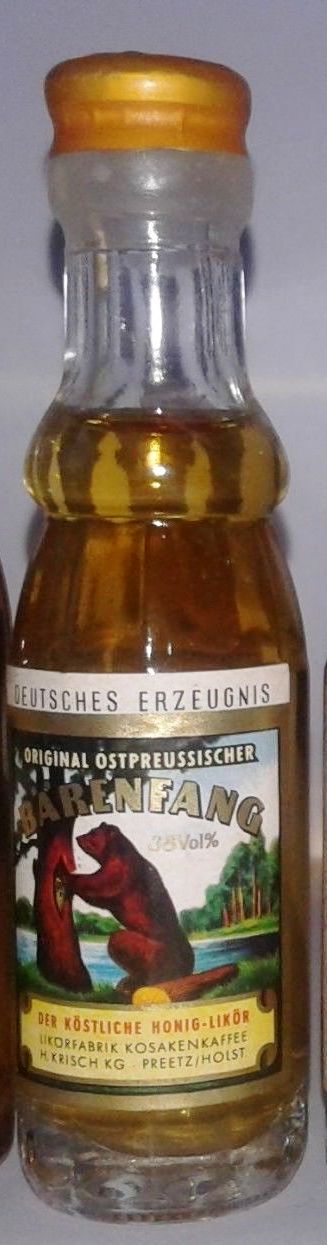 DEUTSCHES ERZEUGNIS
ORIGINAL OSTPREUSSISCHER
BÄRENFANG
38Vol%
DER KÖSTLICHE HONIG-LIKÖR
LIKÖRFABRIK KOSAKENKAFFEE
H. KRISCH KG · PREETZ/HOLST